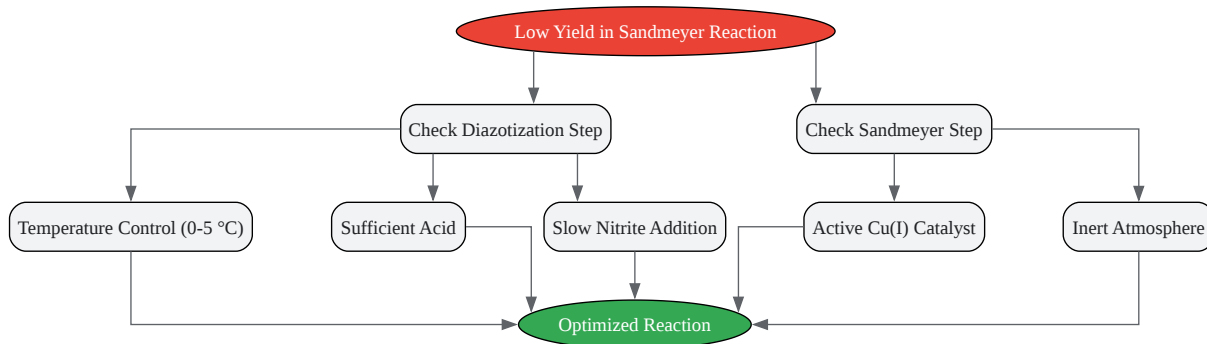 Low Yield in Sandmeyer Reaction
Check Diazotization Step
Check Sandmeyer Step
Temperature Control (0-5 °C)
Sufficient Acid
Slow Nitrite Addition
Active Cu(I) Catalyst
Inert Atmosphere
Optimized Reaction